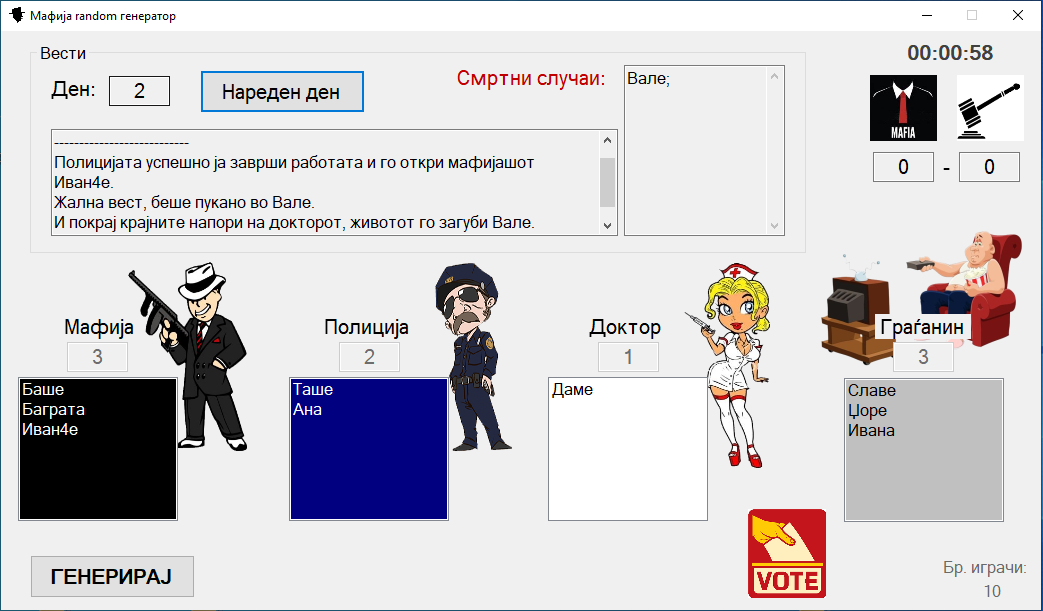 Мафија random генератор
Вести
00:00:58
Ден:
2
Нареден ден
Смртни случаи:
Вале;
MAFIA
0 - 0
----------------------------
Полицијата успешно ја заврши работата и го откри мафијашот
Иван4е.
Жална вест, беше пукано во Вале.
И покрај крајните напори на докторот, животот го загуби Вале.
Мафија
3
Баше
Баграта
Иван4е
Полиција
2
Таше
Ана
Доктор
1
Даме
Граѓанин
3
Славе
Џоре
Ивана
ГЕНЕРИРАЈ
VOTE
Бр. играчи:
10